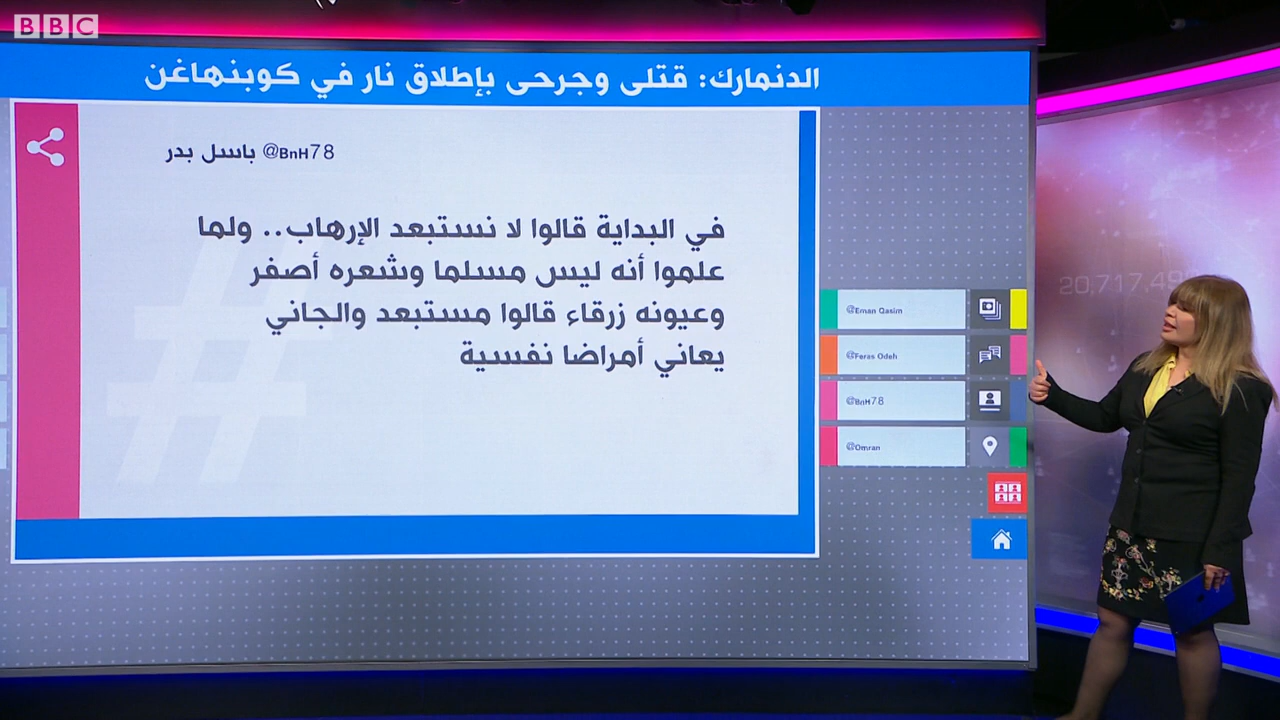 BBC
الدنمارك: قتلى وجرحى بإطلاق نار في كوبنهاغن
باسل بدر @BnH78
في البداية قالوا لا نستبعد الإرهاب.. ولما
علموا أنه ليس مسلما وشعره أصفر
وعيونه زرقاء قالوا مستبعد والجاني
يعاني أمراضا نفسية
@Eman Qasim
@Feras Odeh
@BnH78
@Omran